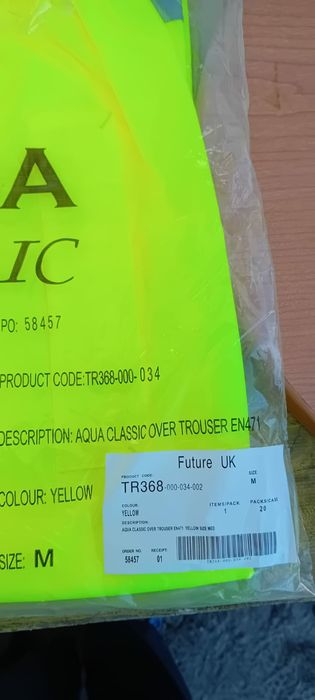 A
IC
PO: 58457
PRODUCT CODE:TR368-000-034
DESCRIPTION: AQUA CLASSIC OVER TROUSER EN471
COLOUR: YELLOW
SIZE: M
Future UK
PRODUCT CODE: SIZE
TR368-000-034-002 M
COLOUR: ITEMS/PACK PACKS/CASE
YELLOW 1 20
DESCRIPTION:
AQUA CLASSIC OVER TROUSER EN471 YELLOW SIZE MED
ORDER NO. RECEIPT:
58457 01